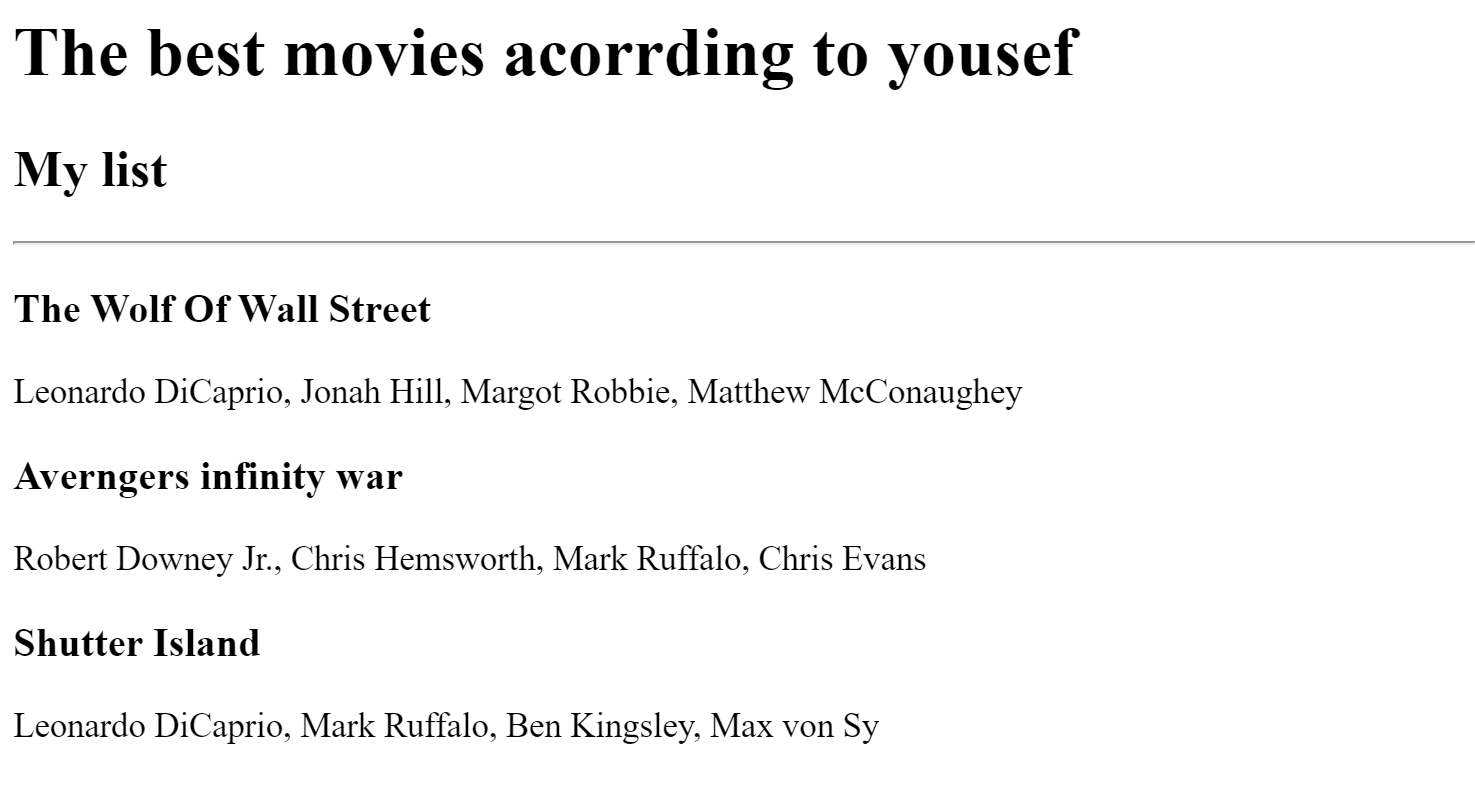 The best movies acorrding to yousef
My list
The Wolf Of Wall Street
Leonardo DiCaprio, Jonah Hill, Margot Robbie, Matthew McConaughey
Averngers infinity war
Robert Downey Jr., Chris Hemsworth, Mark Ruffalo, Chris Evans
Shutter Island
Leonardo DiCaprio, Mark Ruffalo, Ben Kingsley, Max von Sy